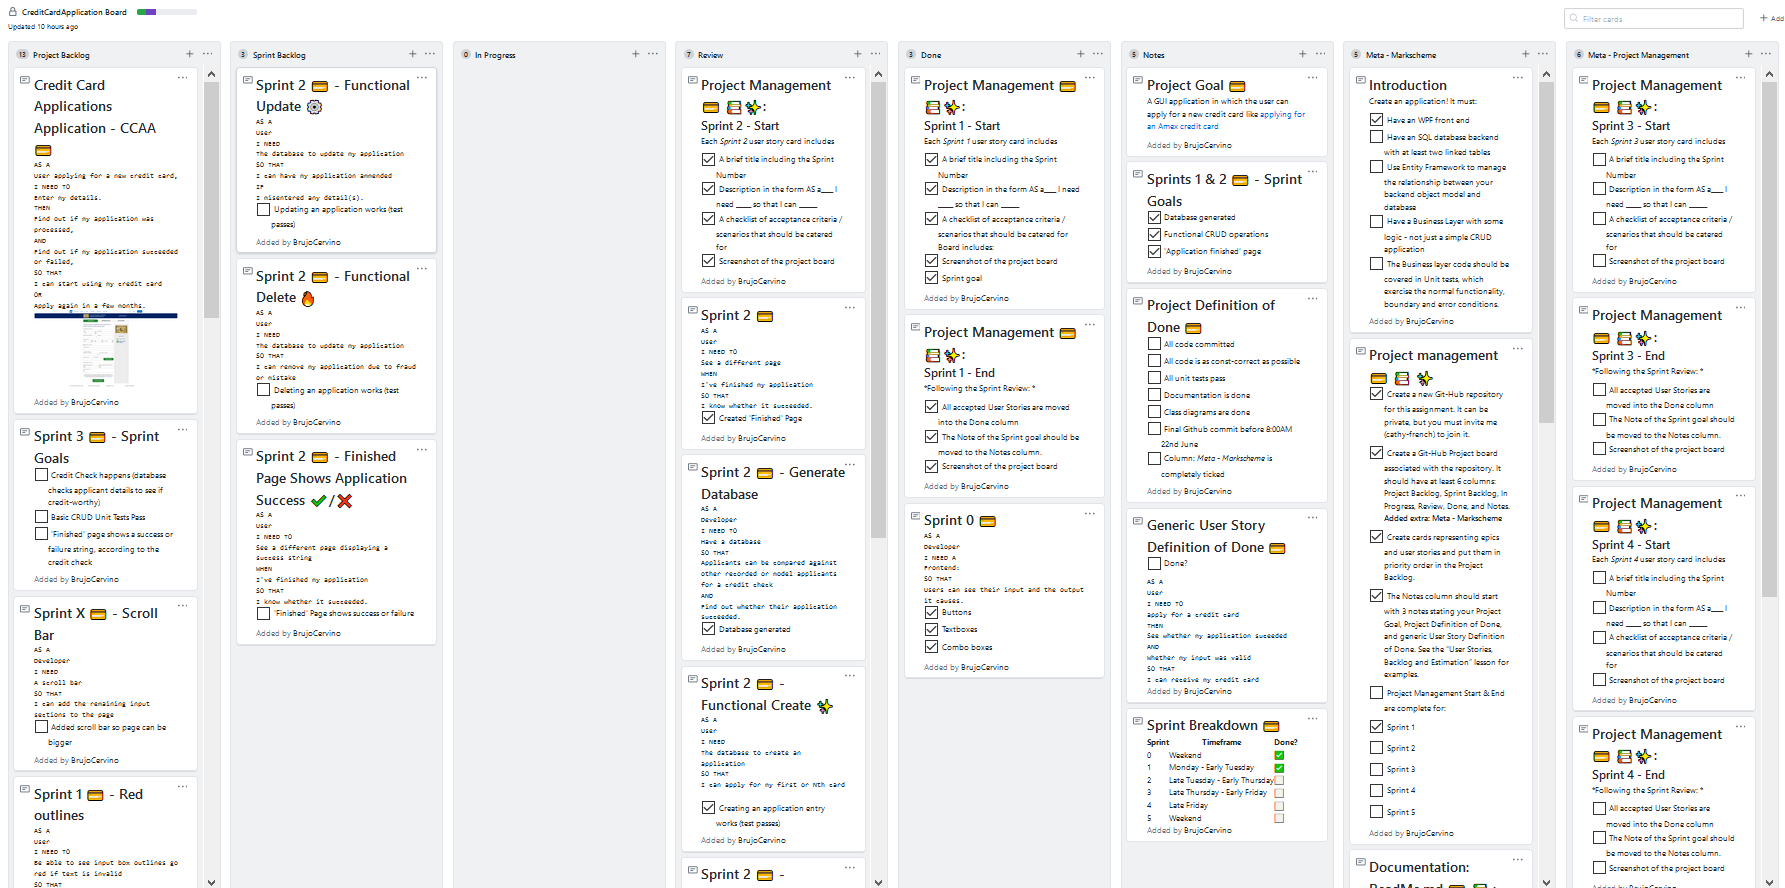 CreditCardApplication Board
Updated 10 hours ago
Filter cards
Add
13 Project Backlog
Credit Card
Applications
Application - CCAA
AS A
User applying for a new credit card,
I NEED TO
Enter my details.
THEN
Find out if my application was
processed,
AND
Find out if my application succeeded
or failed,
SO THAT
I can start using my credit card
OR
Apply again in a few months.
Added by BrujoCervino
Sprint 3 - Sprint
Goals
Credit Check happens (database
checks applicant details to see if
credit-worthy)
Basic CRUD Unit Tests Pass
'Finished' page shows a success or
failure string, according to the
credit check
Added by BrujoCervino
Sprint X - Scroll
Bar
AS A
Developer
I NEED
A scroll bar
SO THAT
I can add the remaining input
sections to the page
Added scroll bar so page can be
bigger
Added by BrujoCervino
Sprint 1 - Red
outlines
AS A
User
I NEED TO
Be able to see input box outlines go
red if text is invalid
SO THAT
3 Sprint Backlog
Sprint 2 - Functional
Update
AS A
User
I NEED
The database to update my application
SO THAT
I can have my application ammended
IF
I misentered any detail(s).
Updating an application works (test
passes)
Added by BrujoCervino
Sprint 2 - Functional
Delete
AS A
User
I NEED
The database to update my application
SO THAT
I can remove my application due to fraud
or mistake
Deleting an application works (test
passes)
Added by BrujoCervino
Sprint 2 - Finished
Page Shows Application
Success /
AS A
User
I NEED TO
See a different page displaying a
success string
WHEN
I've finished my application
SO THAT
I know whether it succeeded.
'Finished' Page shows success or failure
Added by BrujoCervino
0 In Progress
7 Review
Project Management
:
Sprint 2 - Start
Each Sprint 2 user story card includes
A brief title including the Sprint
Number
Description in the form AS a___ I
need ____ so that I can _____
A checklist of acceptance criteria /
scenarios that should be catered
for
Screenshot of the project board
Added by BrujoCervino
Sprint 2
AS A
User
I NEED TO
See a different page
WHEN
I've finished my application
SO THAT
I know whether it succeeded.
Created 'Finished' Page
Added by BrujoCervino
Sprint 2 - Generate
Database
AS A
Developer
I NEED TO
Have a database
SO THAT
Applicants can be compared against
other recorded or model applicants
for a credit check
AND
Find out whether their application
succeeded.
Database generated
Added by BrujoCervino
Sprint 2 -
Functional Create
AS A
User
I NEED
The database to create an
application
SO THAT
I can apply for my first or Nth card
Creating an application entry
works (test passes)
Added by BrujoCervino
Sprint 2 -
3 Done
Project Management
:
Sprint 1 - Start
Each Sprint 1 user story card includes
A brief title including the Sprint
Number
Description in the form AS a___ I need
____ so that I can _____
A checklist of acceptance criteria /
scenarios that should be catered for
Board includes:
Screenshot of the project board
Sprint goal
Added by BrujoCervino
Project Management
:
Sprint 1 - End
*Following the Sprint Review: *
All accepted User Stories are moved
into the Done column
The Note of the Sprint goal should be
moved to the Notes column.
Screenshot of the project board
Added by BrujoCervino
Sprint 0
AS A
Developer
I NEED A
Frontend:
SO THAT
Users can see their input and the output
it causes.
Buttons
Textboxes
Combo boxes
Added by BrujoCervino
5 Notes
Project Goal
A GUI application in which the user can
apply for a new credit card like applying for
an Amex credit card
Added by BrujoCervino
Sprints 1 & 2 - Sprint
Goals
Database generated
Functional CRUD operations
'Application finished' page
Added by BrujoCervino
Project Definition of
Done
All code committed
All code is as const-correct as possible
All unit tests pass
Documentation is done
Class diagrams are done
Final Github commit before 8:00AM
22nd June
Column: Meta - Markscheme is
completely ticked
Added by BrujoCervino
Generic User Story
Definition of Done
Done?
AS A
User
I NEED TO
apply for a credit card
THEN
See whether my application suceeded
AND
Whether my input was valid
SO THAT
I can receive my credit card
Added by BrujoCervino
Sprint Breakdown
Sprint Timeframe Done?
0 Weekend
1 Monday - Early Tuesday
2 Late Tuesday - Early Thursday
3 Late Thursday - Early Friday
4 Late Friday
5 Weekend
Added by BrujoCervino
5 Meta - Markscheme
Introduction
Create an application! It must:
Have an WPF front end
Have an SQL database backend
with at least two linked tables
Use Entity Framework to manage
the relationship between your
backend object model and
database
Have a Business Layer with some
logic - not just a simple CRUD
application
The Business layer code should be
covered in Unit tests, which
exercise the normal functionality,
boundary and error conditions.
Added by BrujoCervino
Project management
Create a new Git-Hub repository
for this assignment. It can be
private, but you must invite me
(cathy-french) to join it.
Create a Git-Hub Project board
associated with the repository. It
should have at least 6 columns:
Project Backlog, Sprint Backlog, In
Progress, Review, Done, and Notes.
Added extra: Meta - Markscheme
Create cards representing epics
and user stories and put them in
priority order in the Project
Backlog.
The Notes column should start
with 3 notes stating your Project
Goal, Project Definition of Done,
and generic User Story Definition
of Done. See the "User Stories,
Backlog and Estimation" lesson for
examples.
Project Management Start & End
are complete for:
Sprint 1
Sprint 2
Sprint 3
Sprint 4
Sprint 5
Added by BrujoCervino
Documentation:
ReadMe.md :
6 Meta - Project Management
Project Management
:
Sprint 3 - Start
Each Sprint 3 user story card includes
A brief title including the Sprint
Number
Description in the form AS a___ I
need ____ so that I can _____
A checklist of acceptance criteria /
scenarios that should be catered
for
Screenshot of the project board
Added by BrujoCervino
Project Management
:
Sprint 3 - End
*Following the Sprint Review: *
All accepted User Stories are
moved into the Done column
The Note of the Sprint goal should
be moved to the Notes column.
Screenshot of the project board
Added by BrujoCervino
Project Management
:
Sprint 4 - Start
Each Sprint 4 user story card includes
A brief title including the Sprint
Number
Description in the form AS a___ I
need ____ so that I can _____
A checklist of acceptance criteria /
scenarios that should be catered
for
Screenshot of the project board
Added by BrujoCervino
Project Management
:
Sprint 4 - End
*Following the Sprint Review: *
All accepted User Stories are
moved into the Done column
The Note of the Sprint goal should
be moved to the Notes column.
Screenshot of the project board
Added by BrujoCervino